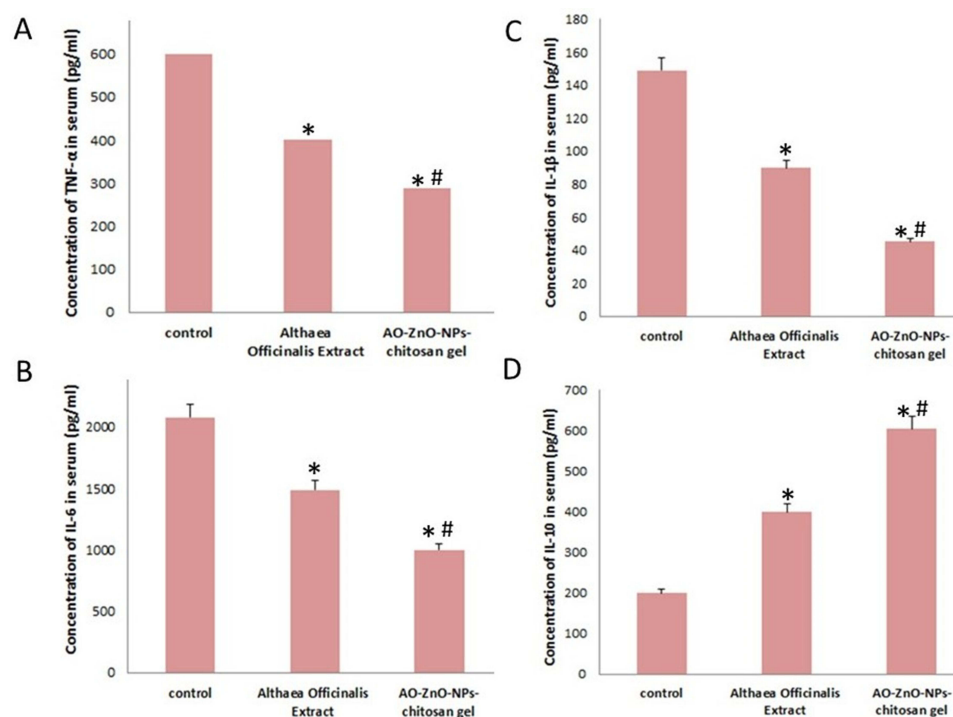 A
Concentration of TNF-α in serum (pg/ml)
600
500
400
300
200
100
0
*
* #
control
Althaea
Officinalis Extract
AO-ZnO-NPs-
chitosan gel
B
Concentration of IL-6 in serum (pg/ml)
2000
1500
1000
500
0
*
* #
control
Althaea Officinalis
Extract
AO-ZnO-NPs-
chitosan gel
C
Concentration of IL-1β in serum (pg/ml)
180
160
140
120
100
80
60
40
20
0
*
* #
control
Althaea Officinalis
Extract
AO-ZnO-NPs-
chitosan gel
D
Concentration of IL-10 in serum (pg/ml)
700
600
500
400
300
200
100
0
*
* #
control
Althaea Officinalis
Extract
AO-ZnO-NPs-
chitosan gel